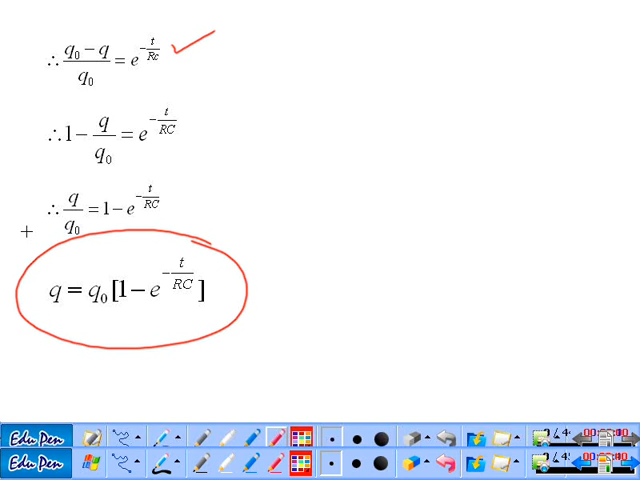 ∴ (q₀ − q)/q₀ = e^(−t/Rc)
∴ 1 − q/q₀ = e^(−t/RC)
∴ q/q₀ = 1 − e^(−t/RC)
+
q = q₀ [1 − e^(−t/RC)]
Edu Pen
Edu Pen